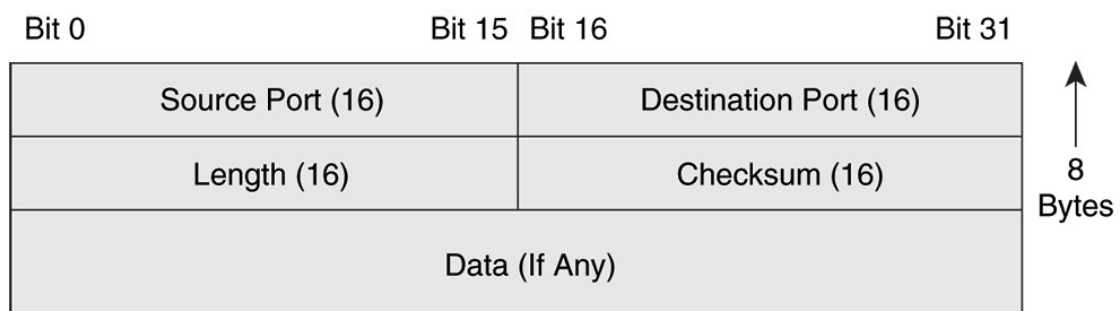 Bit 0 Bit 15 Bit 16 Bit 31
Source Port (16) Destination Port (16)
Length (16) Checksum (16)
8
Bytes
Data (If Any)